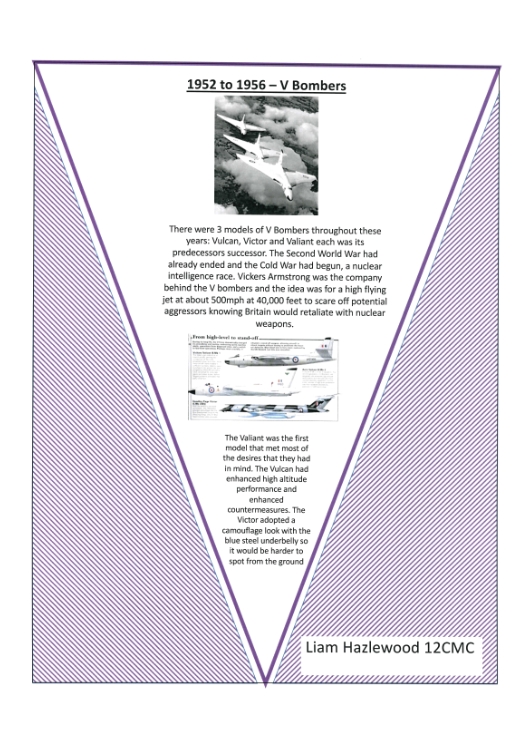 1952 to 1956 – V Bombers
There were 3 models of V Bombers throughout these
years: Vulcan, Victor and Valiant each was its
predecessors successor. The Second World War had
already ended and the Cold War had begun, a nuclear
intelligence race. Vickers Armstrong was the company
behind the V bombers and the idea was for a high flying
jet at about 500mph at 40,000 feet to scare off potential
aggressors knowing Britain would retaliate with nuclear
weapons.
From high-level to stand-off
The Valiant was the first
model that met most of
the desires that they had
in mind. The Vulcan had
enhanced high altitude
performance and
enhanced
countermeasures. The
Victor adopted a
camouflage look with the
blue steel underbelly so
it would be harder to
spot from the ground
Liam Hazlewood 12CMC